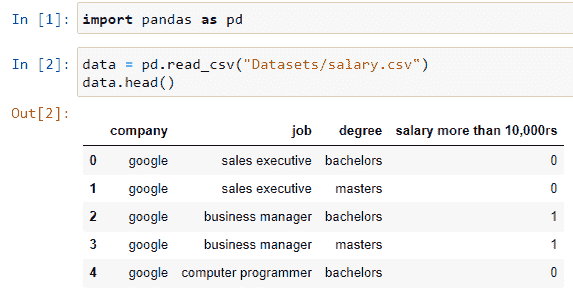 In [1]: import pandas as pd
In [2]: data = pd.read_csv("Datasets/salary.csv")
data.head()
Out[2]:
company job degree salary more than 10,000rs
0 google sales executive bachelors 0
1 google sales executive masters 0
2 google business manager bachelors 1
3 google business manager masters 1
4 google computer programmer bachelors 0